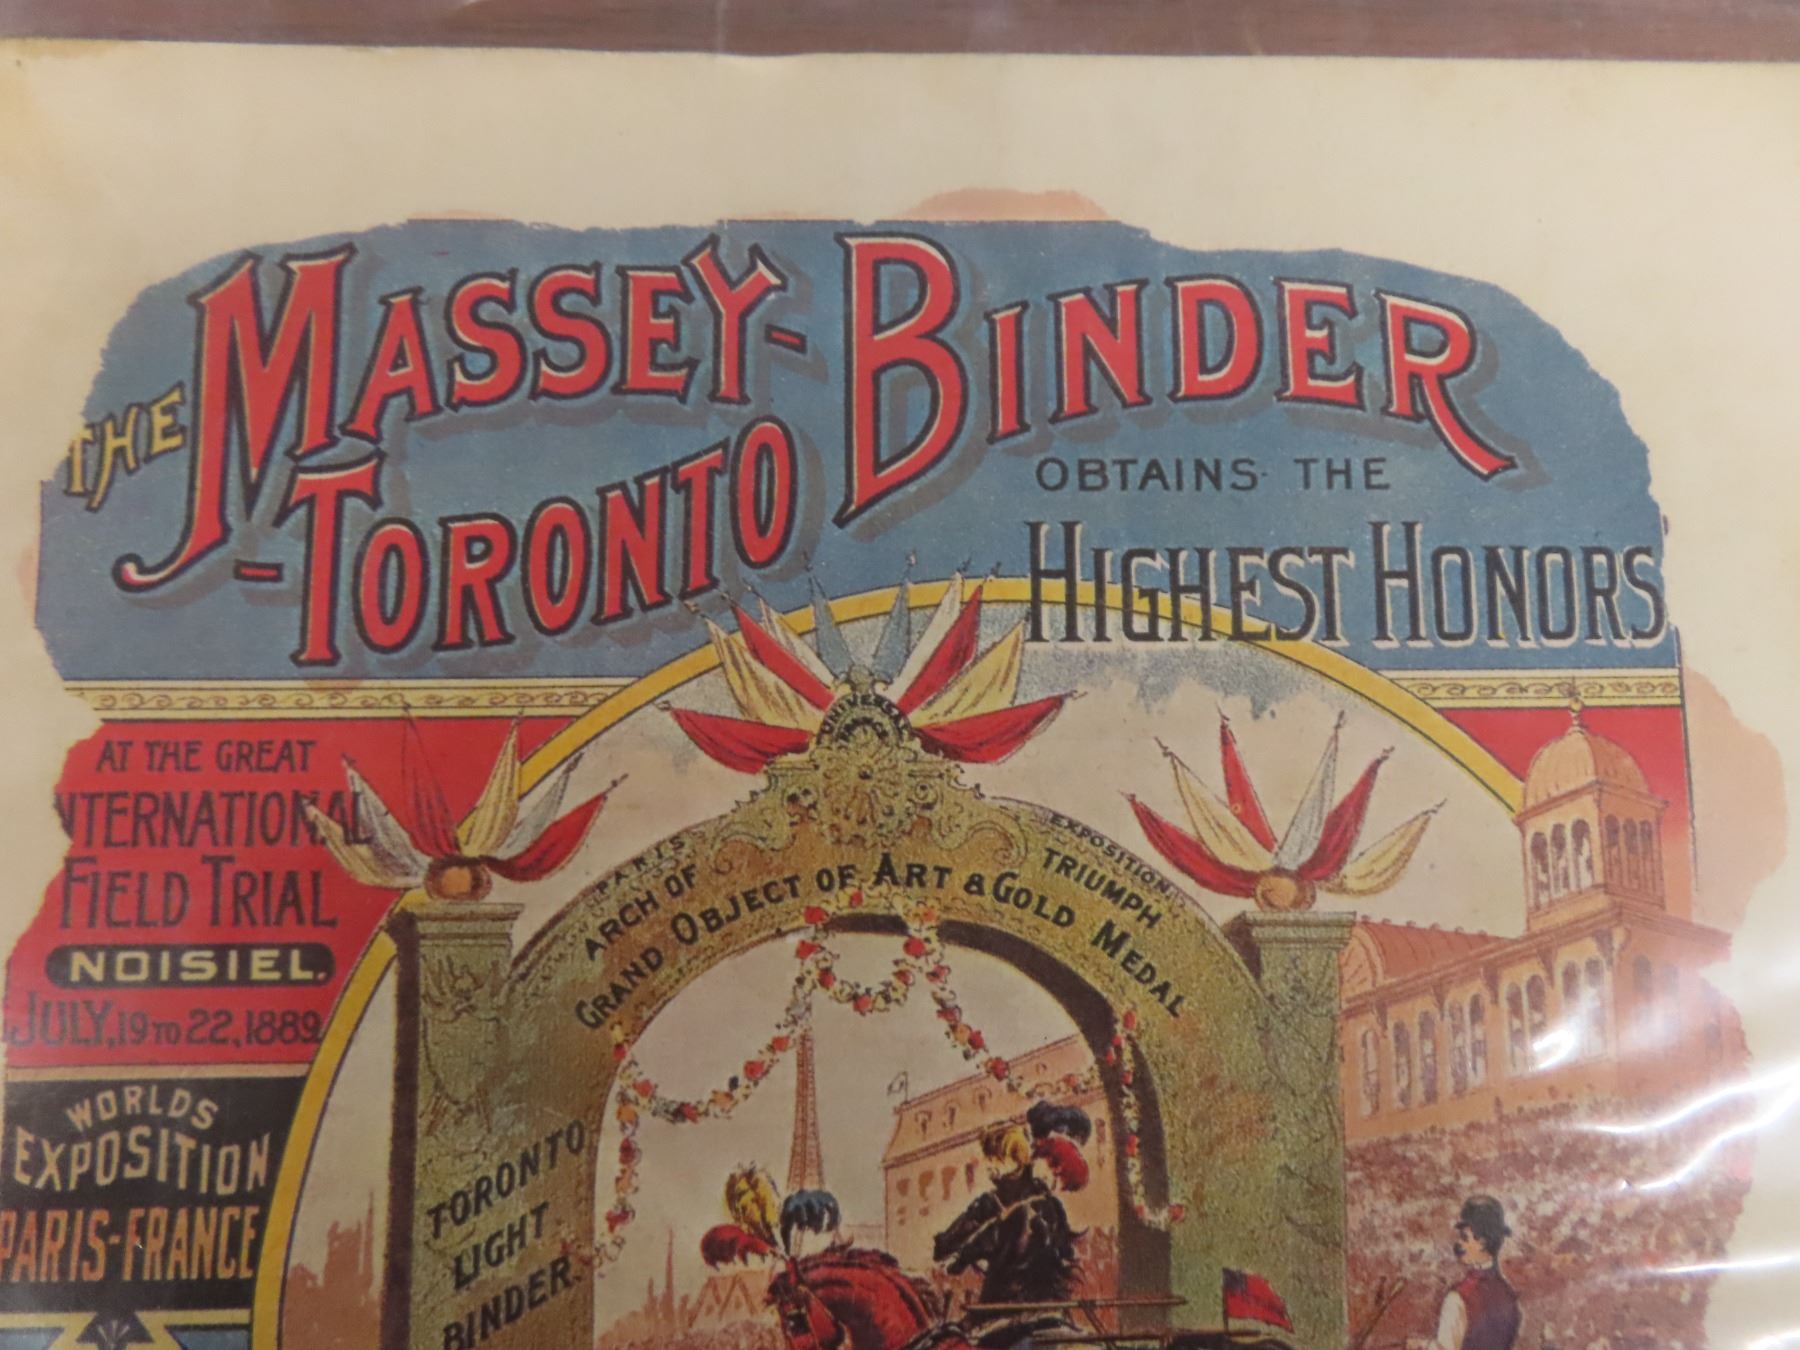 THE MASSEY-
-TORONTO BINDER
OBTAINS THE
HIGHEST HONORS
AT THE GREAT
INTERNATIONAL
FIELD TRIAL
NOISIEL.
JULY, 19 TO 22, 1889
WORLDS
EXPOSITION
PARIS-FRANCE
PARIS EXPOSITION
ARCH OF TRIUMPH
GRAND OBJECT OF ART & GOLD MEDAL
TORONTO
LIGHT
BINDER.